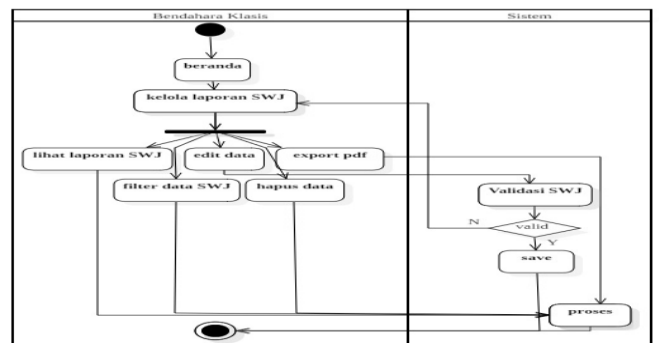 Bendahara Klasis
Sistem
beranda
kelola laporan SWJ
lihat laporan SWJ
edit data
export pdf
filter data SWJ
hapus data
Validasi SWJ
N
valid
Y
save
proses